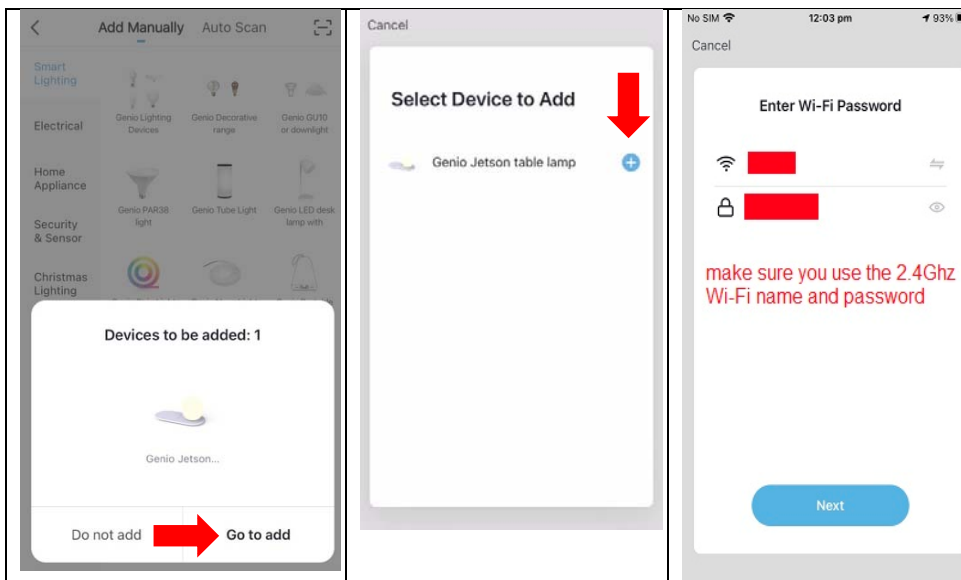 Add Manually Auto Scan
Smart
Lighting
Electrical
Home
Appliance
Security
& Sensor
Christmas
Lighting
Genio Lighting
Devices
Genio Decorative
range
Genio GU10
or downlight
Genio PAR38
light
Genio Tube Light
Genio LED desk
lamp with
Devices to be added: 1
Genio Jetson...
Do not add
Go to add
Cancel
Select Device to Add
Genio Jetson table lamp
No SIM 12:03 pm 93%
Cancel
Enter Wi-Fi Password
make sure you use the 2.4Ghz
Wi-Fi name and password
Next